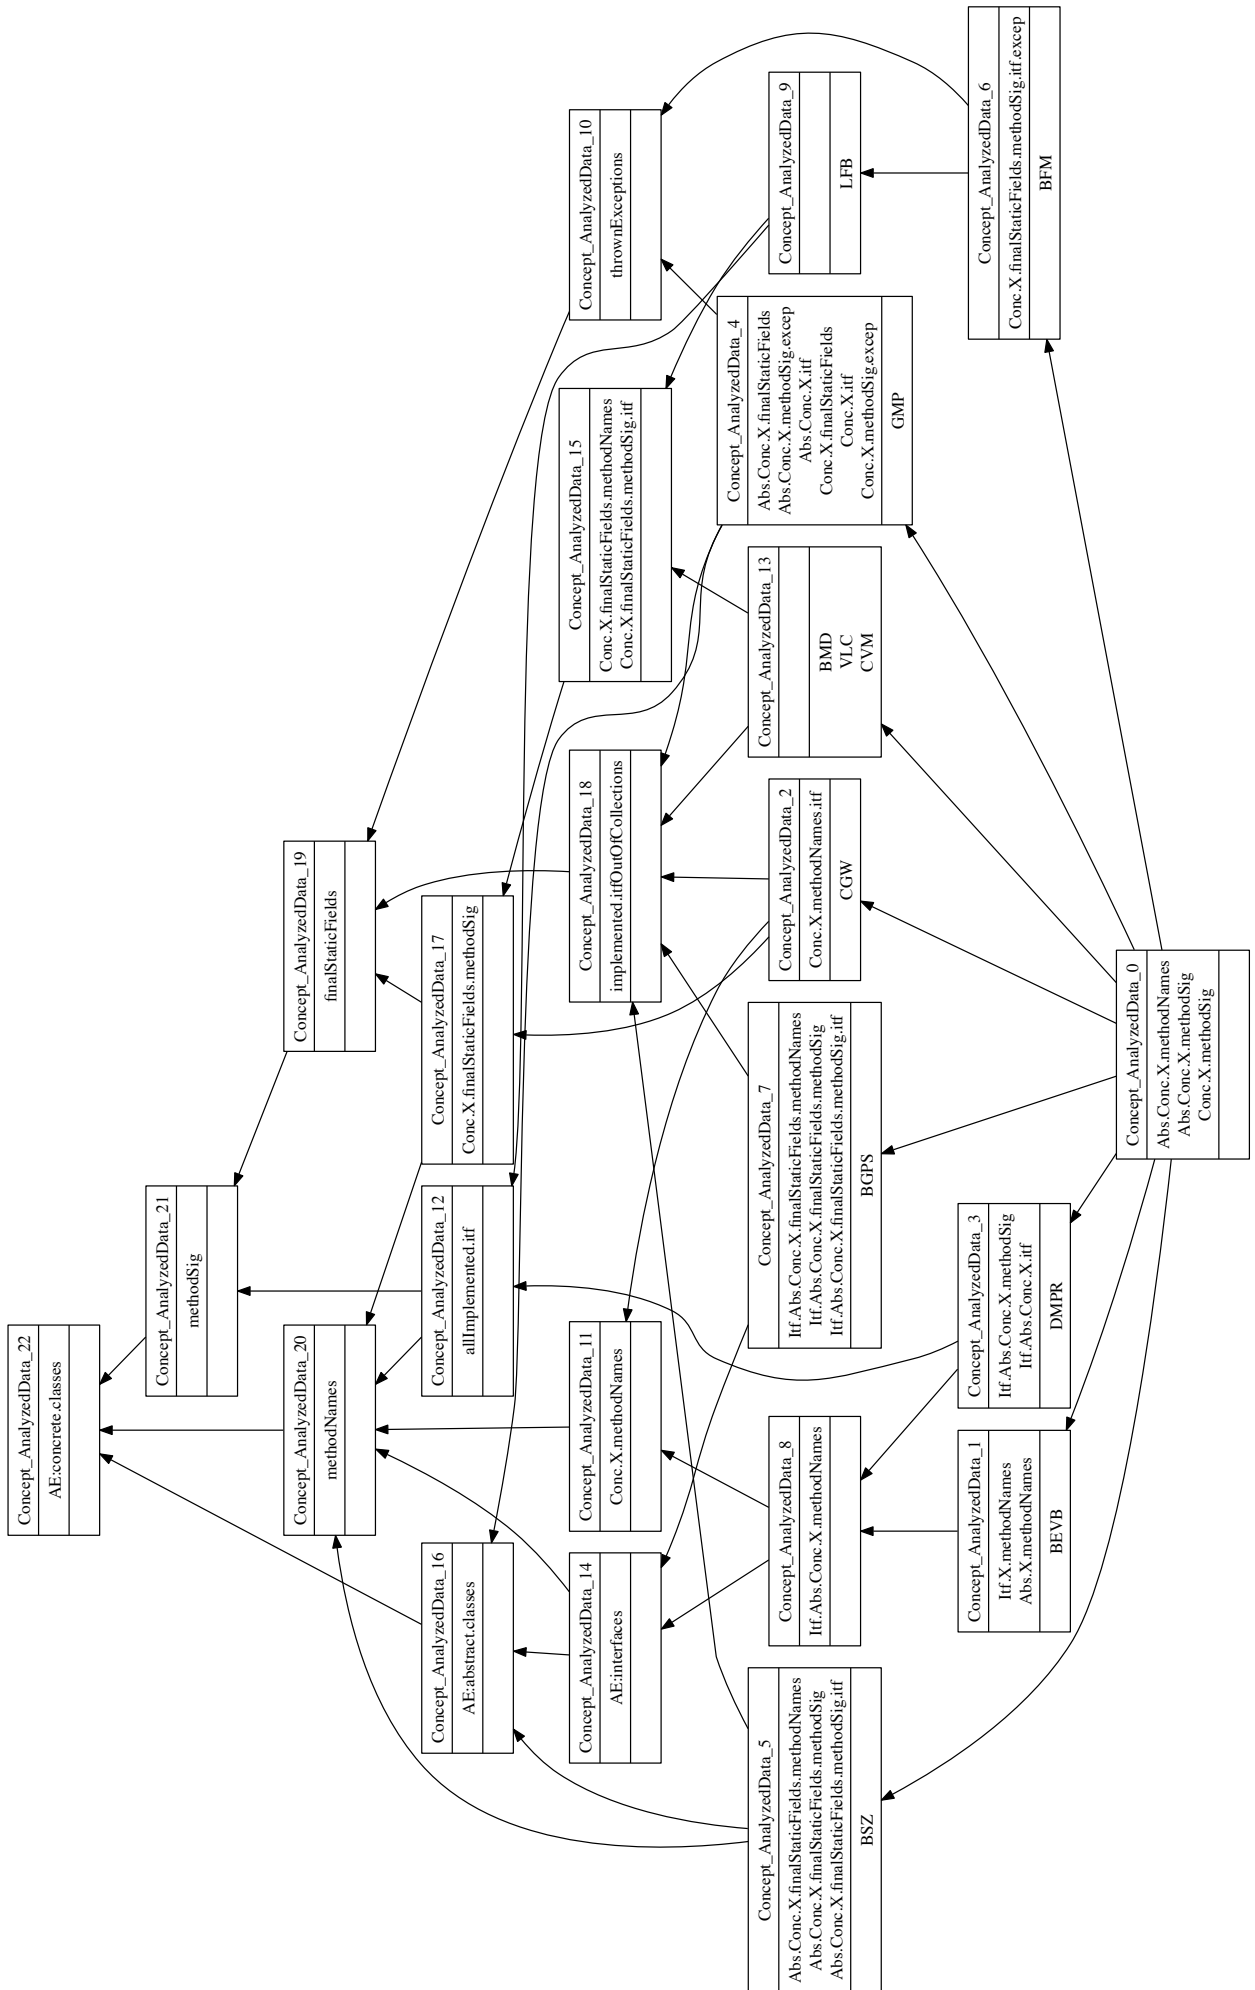 Concept_AnalyzedData_22
AE:concrete.classes
Concept_AnalyzedData_21
methodSig
Concept_AnalyzedData_20
methodNames
Concept_AnalyzedData_19
finalStaticFields
Concept_AnalyzedData_16
AE:abstract.classes
Concept_AnalyzedData_12
allImplemented.itf
Concept_AnalyzedData_17
Conc.X.finalStaticFields.methodSig
Concept_AnalyzedData_14
AE:interfaces
Concept_AnalyzedData_11
Conc.X.methodNames
Concept_AnalyzedData_18
implemented.itfOutOfCollections
Concept_AnalyzedData_15
Conc.X.finalStaticFields.methodNames
Conc.X.finalStaticFields.methodSig.itf
Concept_AnalyzedData_10
thrownExceptions
Concept_AnalyzedData_5
Abs.Conc.X.finalStaticFields.methodNames
Abs.Conc.X.finalStaticFields.methodSig
Abs.Conc.X.finalStaticFields.methodSig.itf
BSZ
Concept_AnalyzedData_8
Itf.Abs.Conc.X.methodNames
Concept_AnalyzedData_7
Itf.Abs.Conc.X.finalStaticFields.methodNames
Itf.Abs.Conc.X.finalStaticFields.methodSig
Itf.Abs.Conc.X.finalStaticFields.methodSig.itf
BGPS
Concept_AnalyzedData_2
Conc.X.methodNames.itf
CGW
Concept_AnalyzedData_13
BMD
VLC
CVM
Concept_AnalyzedData_4
Abs.Conc.X.finalStaticFields
Abs.Conc.X.methodSig.excep
Abs.Conc.X.itf
Conc.X.finalStaticFields
Conc.X.itf
Conc.X.methodSig.excep
GMP
Concept_AnalyzedData_9
LFB
Concept_AnalyzedData_1
Itf.X.methodNames
Abs.X.methodNames
BEVB
Concept_AnalyzedData_3
Itf.Abs.Conc.X.methodSig
Itf.Abs.Conc.X.itf
DMPR
Concept_AnalyzedData_6
Conc.X.finalStaticFields.methodSig.itf.excep
BFM
Concept_AnalyzedData_0
Abs.Conc.X.methodNames
Abs.Conc.X.methodSig
Conc.X.methodSig